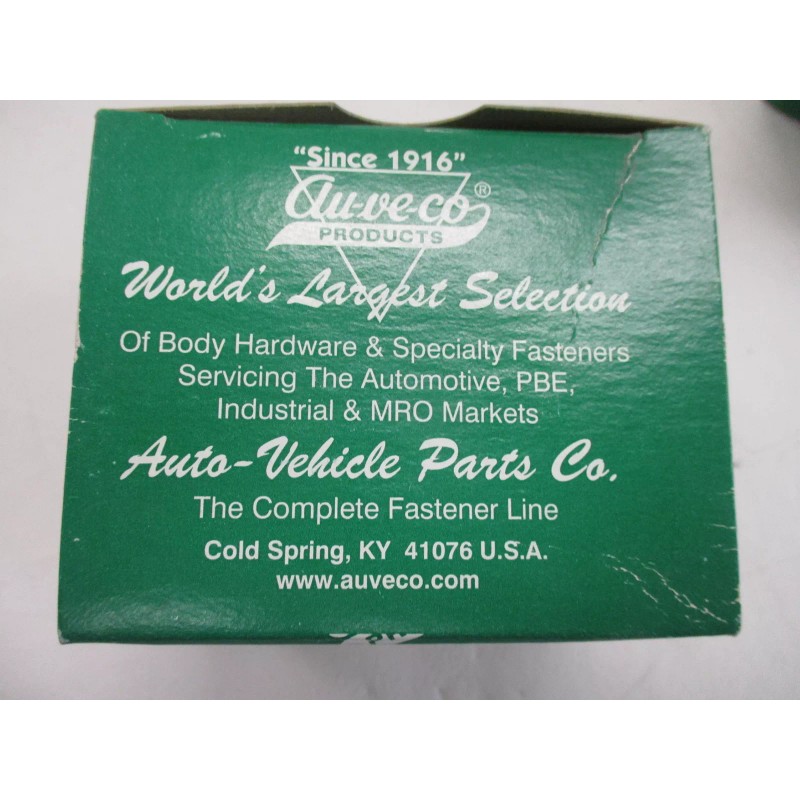 "Since 1916"
Au-ve-co®
PRODUCTS
World's Largest Selection
Of Body Hardware & Specialty Fasteners
Servicing The Automotive, PBE,
Industrial & MRO Markets
Auto-Vehicle Parts Co.
The Complete Fastener Line
Cold Spring, KY 41076 U.S.A.
www.auveco.com